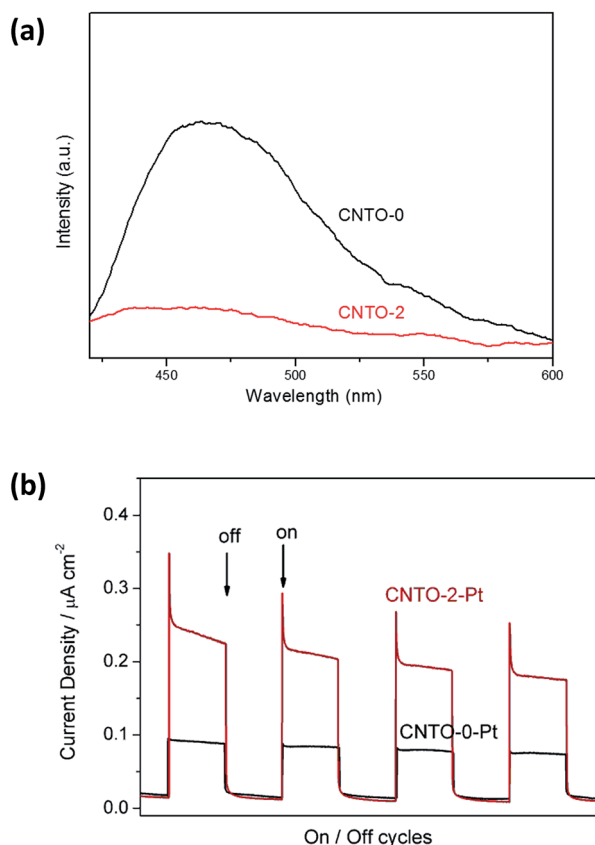 (a)
Intensity (a.u.)
CNTO-0
CNTO-2
450 500 550 600
Wavelength (nm)
(b)
Current Density / μA cm⁻²
0.4
0.3
0.2
0.1
0.0
off
on
CNTO-2-Pt
CNTO-0-Pt
On / Off cycles